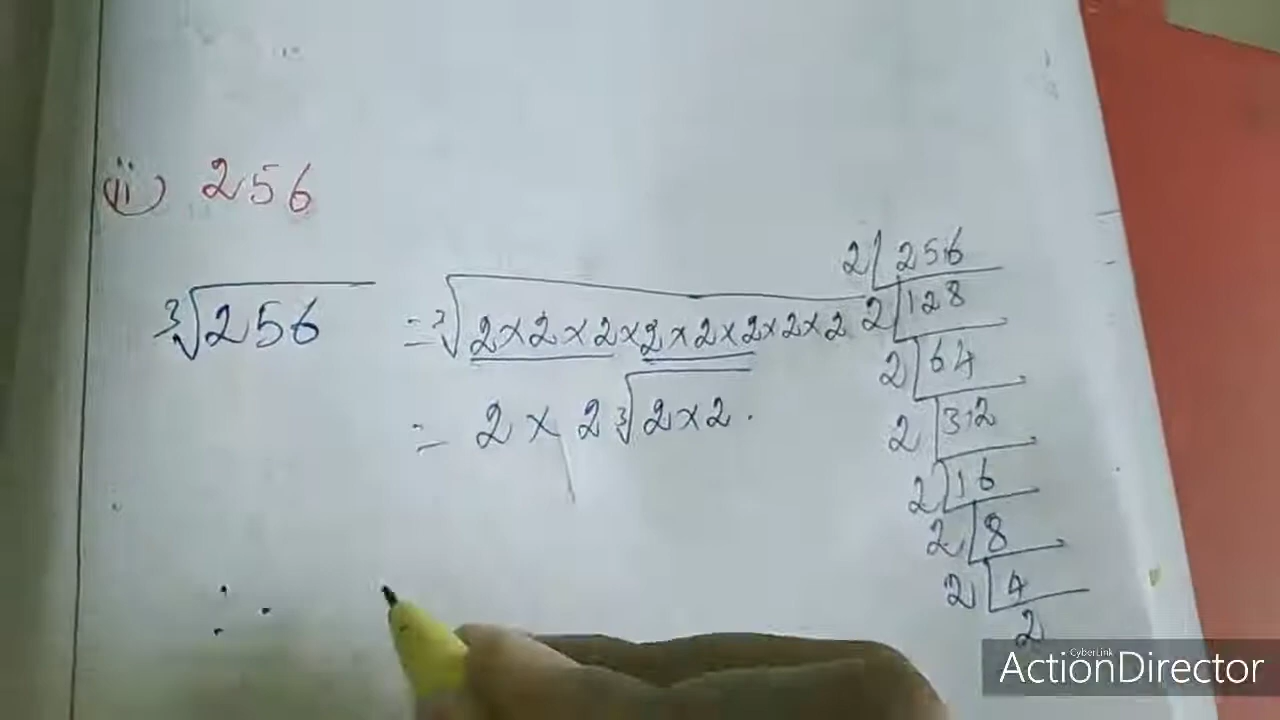 (ii) 256
∛256 = ∛2×2×2×2×2×2×2×2
= 2 × 2∛2×2.
∴
2 256
2 128
2 64
2 32
2 16
2 8
2 4
2
CyberLink
ActionDirector